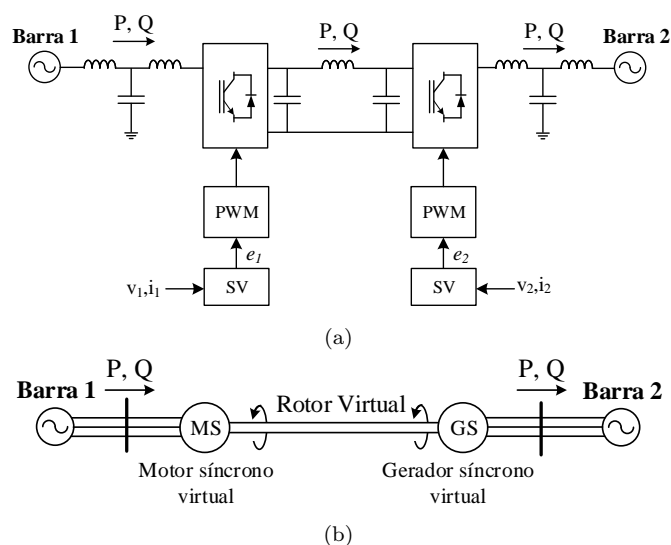 Barra 1
P, Q
P, Q
P, Q
Barra 2
PWM
PWM
e1
e2
v1,i1
SV
SV
v2,i2
(a)
P, Q
Barra 1
Rotor Virtual
P, Q
Barra 2
MS
GS
Motor síncrono
virtual
Gerador síncrono
virtual
(b)